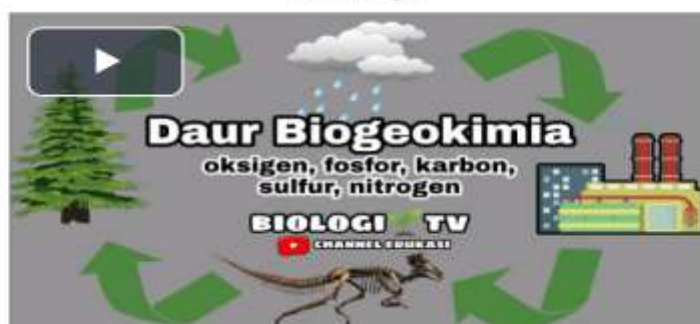 Daur Biogeokimia
oksigen, fosfor, karbon,
sulfur, nitrogen
BIOLOGI TV
CHANNEL EDUKASI